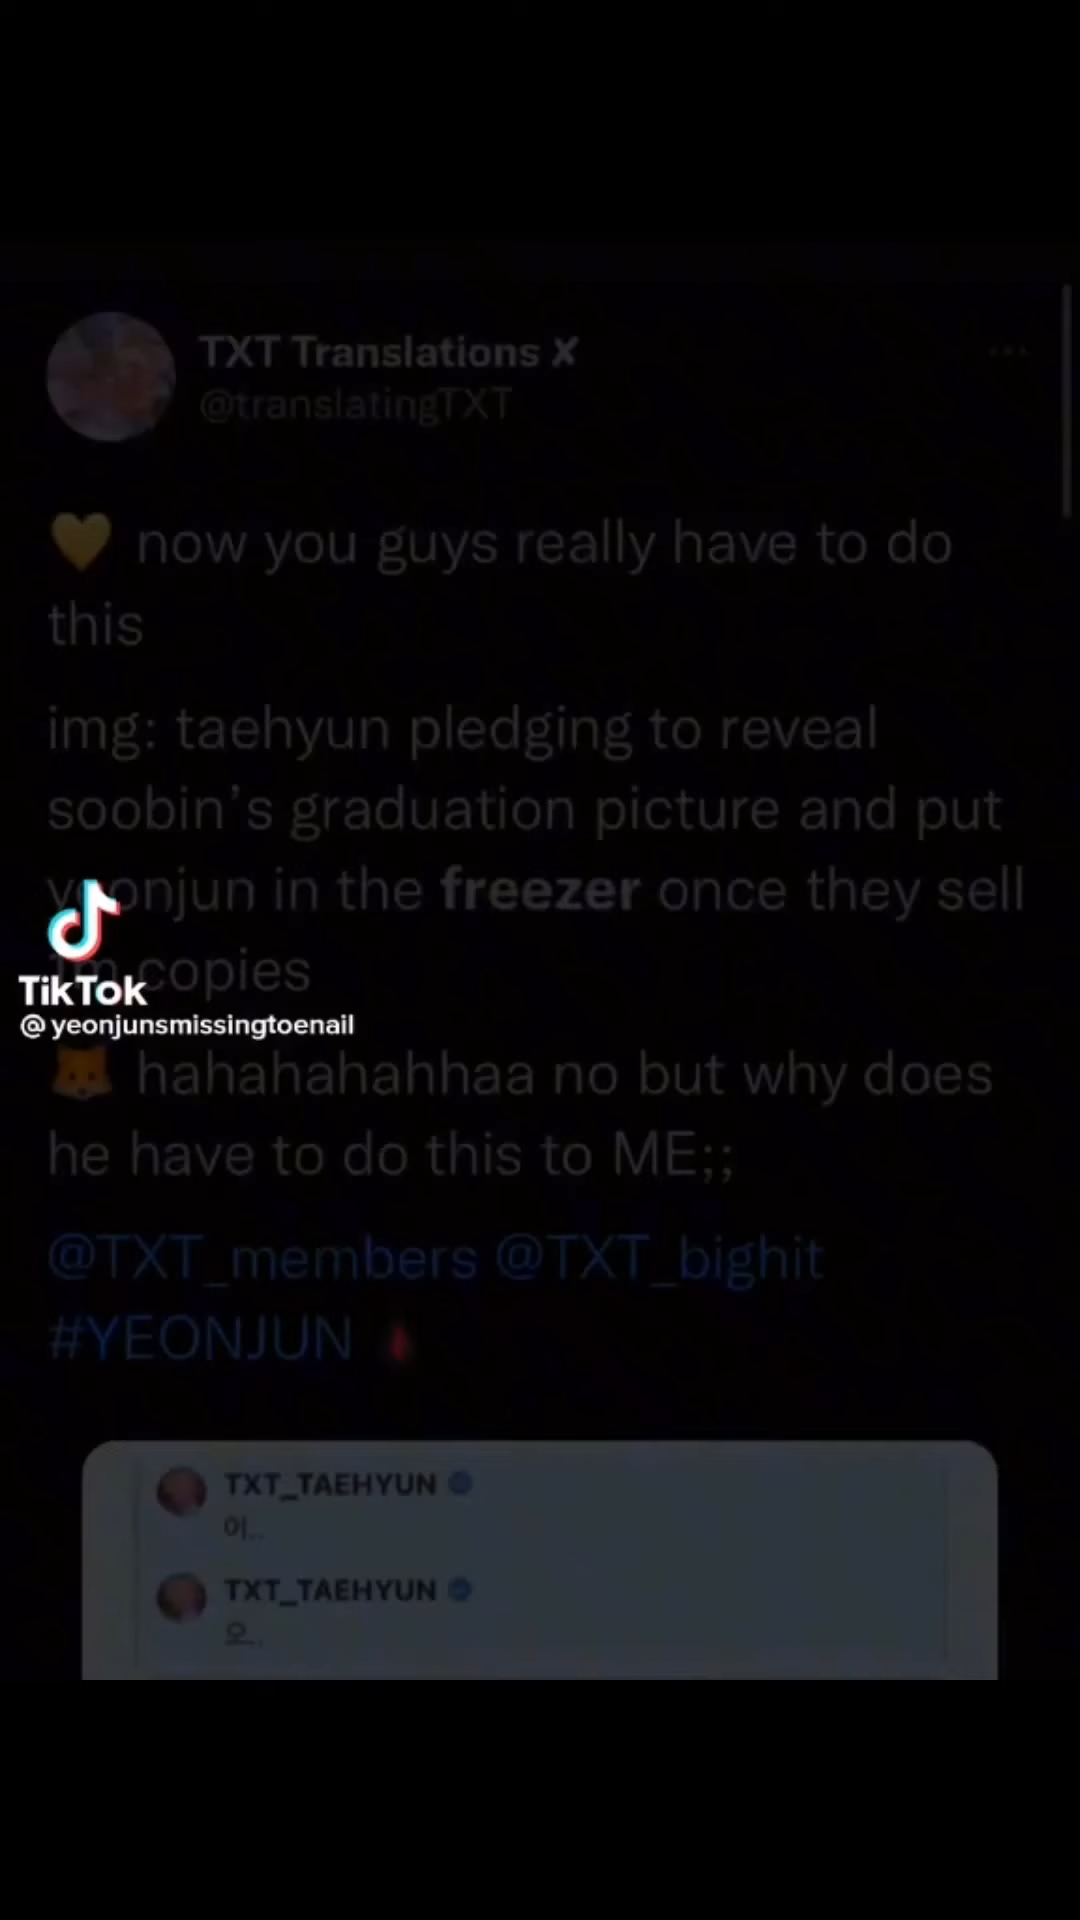 TXT Translations ✘
@translatingTXT
💛 now you guys really have to do
this
img: taehyun pledging to reveal
soobin's graduation picture and put
yeonjun in the freezer once they sell
1m copies
TikTok
@yeonjunsmissingtoenail
🦊 hahahahahhaa no but why does
he have to do this to ME;;
@TXT_members @TXT_bighit
#YEONJUN
TXT_TAEHYUN
이..
TXT_TAEHYUN
오..